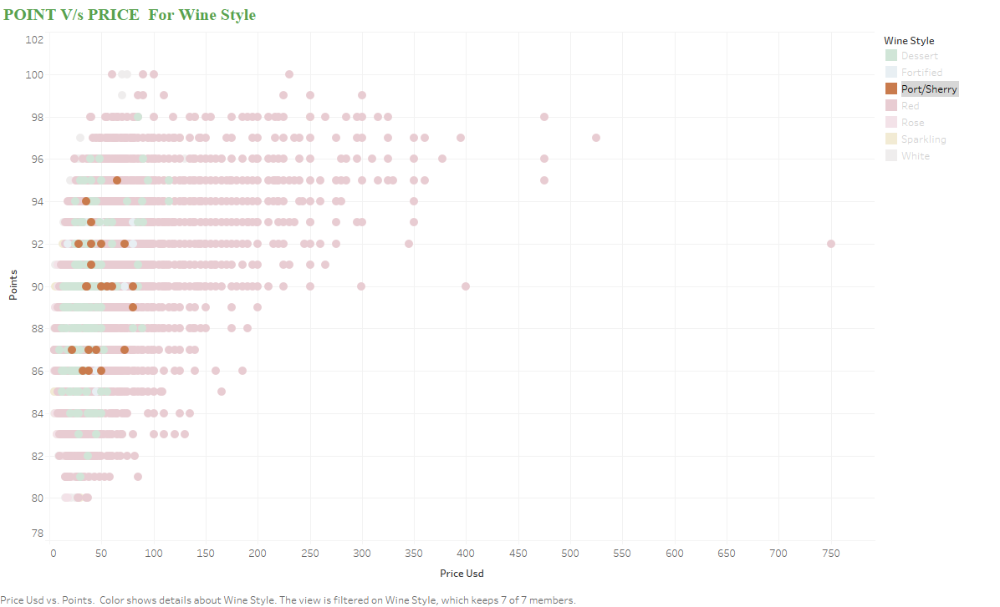 POINT V/s PRICE  For Wine Style
102
100
98
96
94
92
90
88
86
84
82
80
78
Points
0 50 100 150 200 250 300 350 400 450 500 550 600 650 700 750
Price Usd
Wine Style
Dessert
Fortified
Port/Sherry
Red
Rose
Sparkling
White
Price Usd vs. Points.  Color shows details about Wine Style. The view is filtered on Wine Style, which keeps 7 of 7 members.